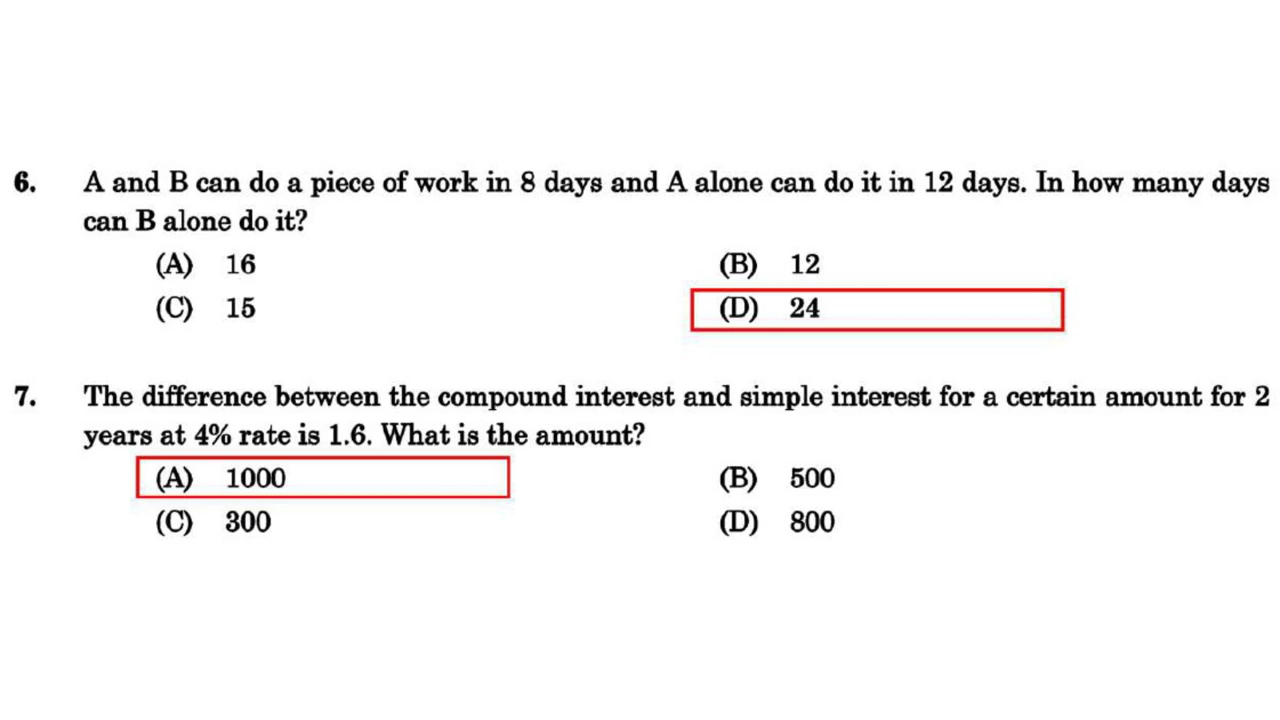 6. A and B can do a piece of work in 8 days and A alone can do it in 12 days. In how many days
can B alone do it?
(A) 16 (B) 12
(C) 15 (D) 24
7. The difference between the compound interest and simple interest for a certain amount for 2
years at 4% rate is 1.6. What is the amount?
(A) 1000 (B) 500
(C) 300 (D) 800